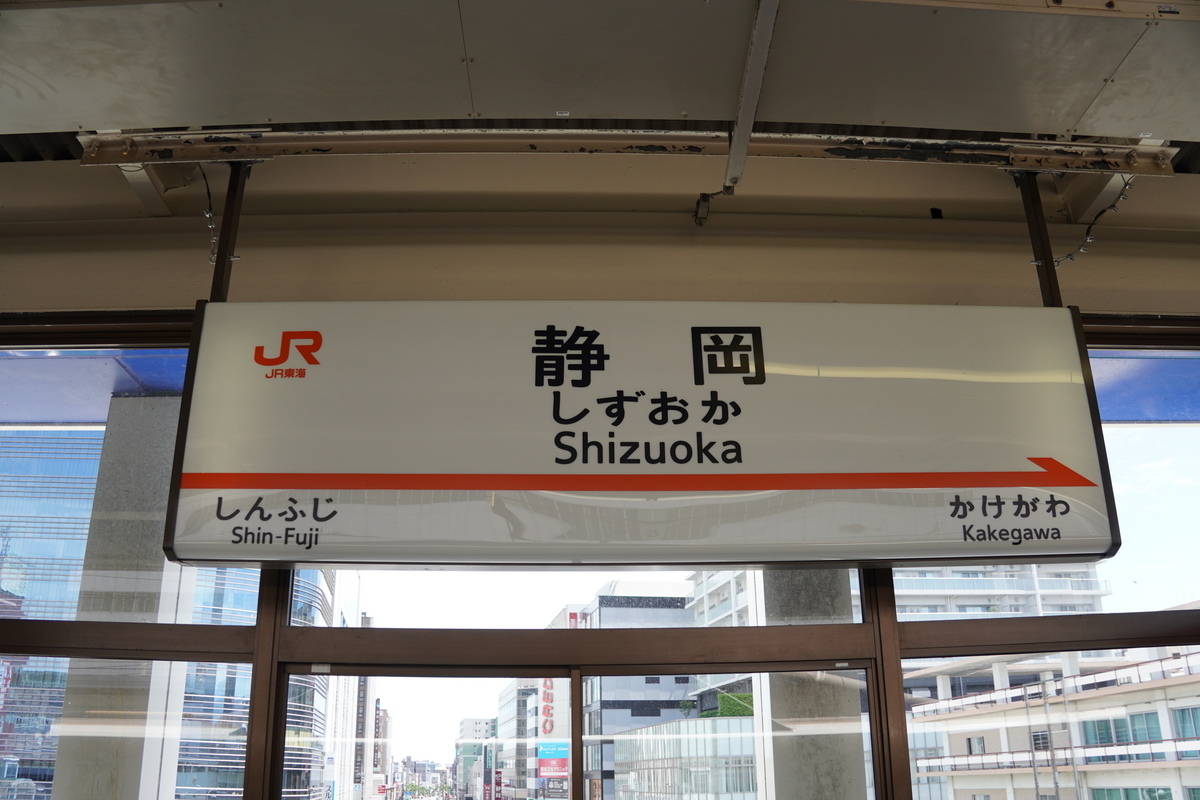 JR
JR東海
静岡
しずおか
Shizuoka
しんふじ
Shin-Fuji
かけがわ
Kakegawa